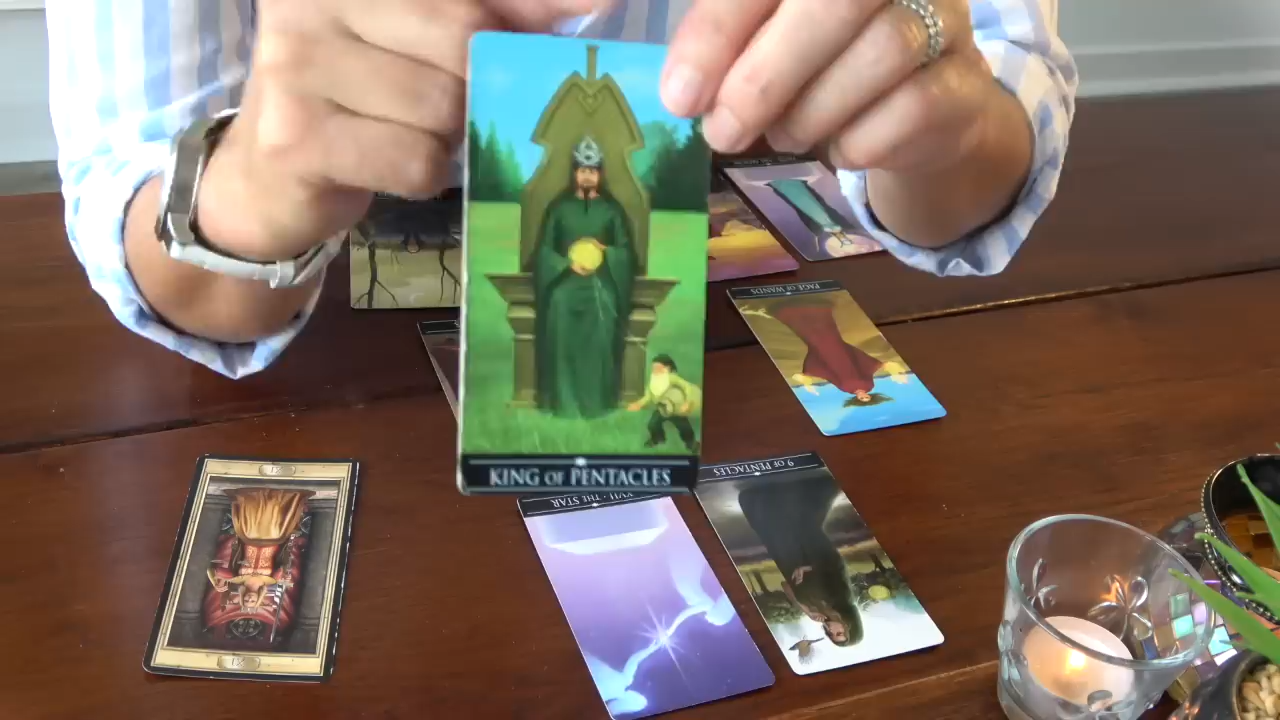 KING OF PENTACLES
PAGE OF WANDS
9 OF PENTACLES
XVII · THE STAR